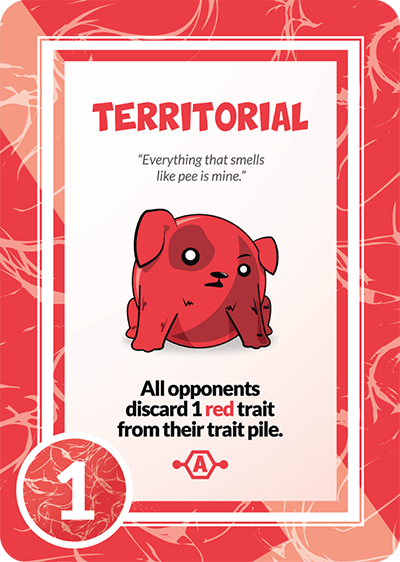 TERRITORIAL
“Everything that smells
like pee is mine.”
All opponents
discard 1 red trait
from their trait pile.
A
1